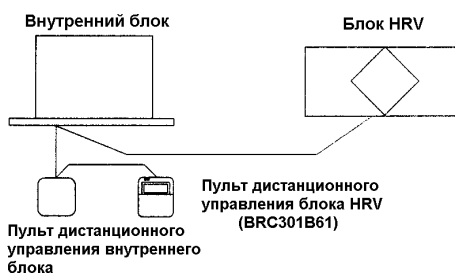 Внутренний блок
Блок HRV
Пульт дистанционного
управления блока HRV
(BRC301B61)
Пульт дистанционного
управления внутреннего
блока